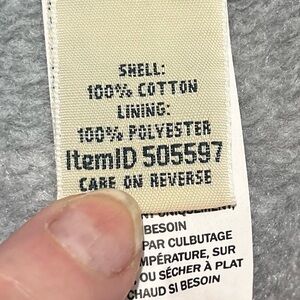 SHELL:
100% COTTON
LINING:
100% POLYESTER
ItemID 505597
CARE ON REVERSE
BESOIN
PAR CULBUTAGE
MPÉRATURE, SUR
OU SÉCHER À PLAT
CHAUD SI BESOIN